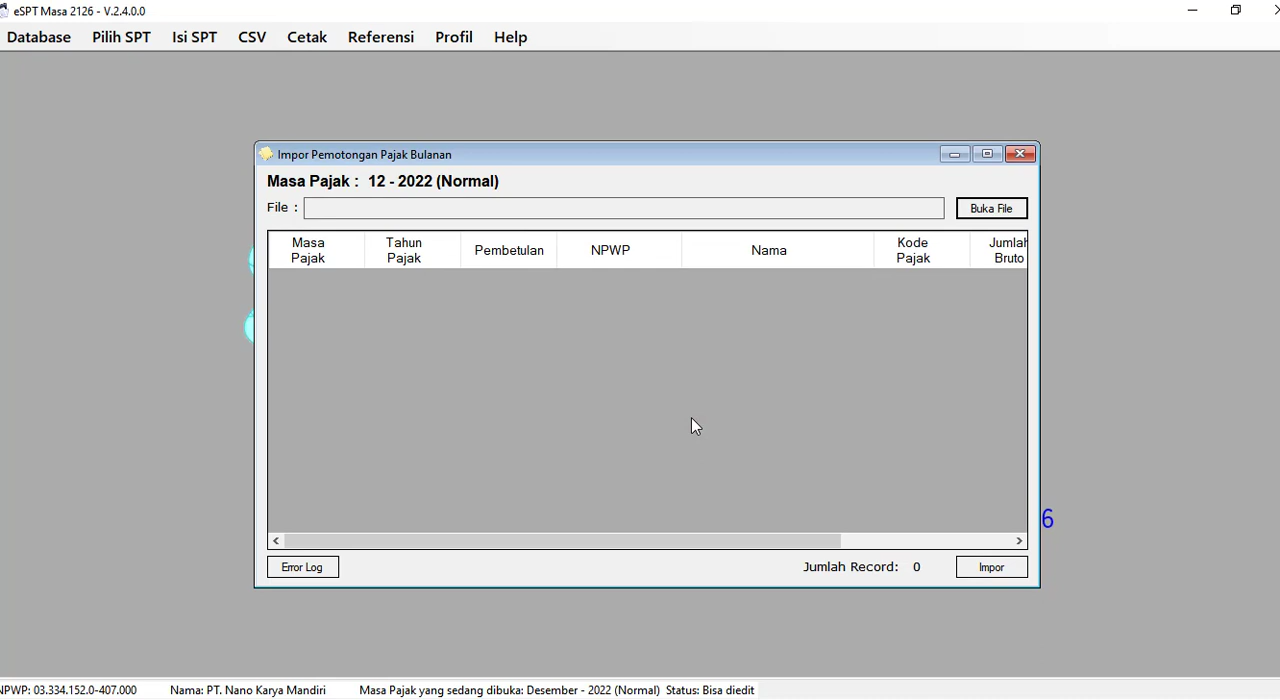 eSPT Masa 2126 - V.2.4.0.0
Database Pilih SPT Isi SPT CSV Cetak Referensi Profil Help
Impor Pemotongan Pajak Bulanan
Masa Pajak : 12 - 2022 (Normal)
File : Buka File
Masa Pajak Tahun Pajak Pembetulan NPWP Nama Kode Pajak Jumlah Bruto
6
Error Log Jumlah Record: 0 Impor
NPWP: 03.334.152.0-407.000 Nama: PT. Nano Karya Mandiri Masa Pajak yang sedang dibuka: Desember - 2022 (Normal) Status: Bisa diedit